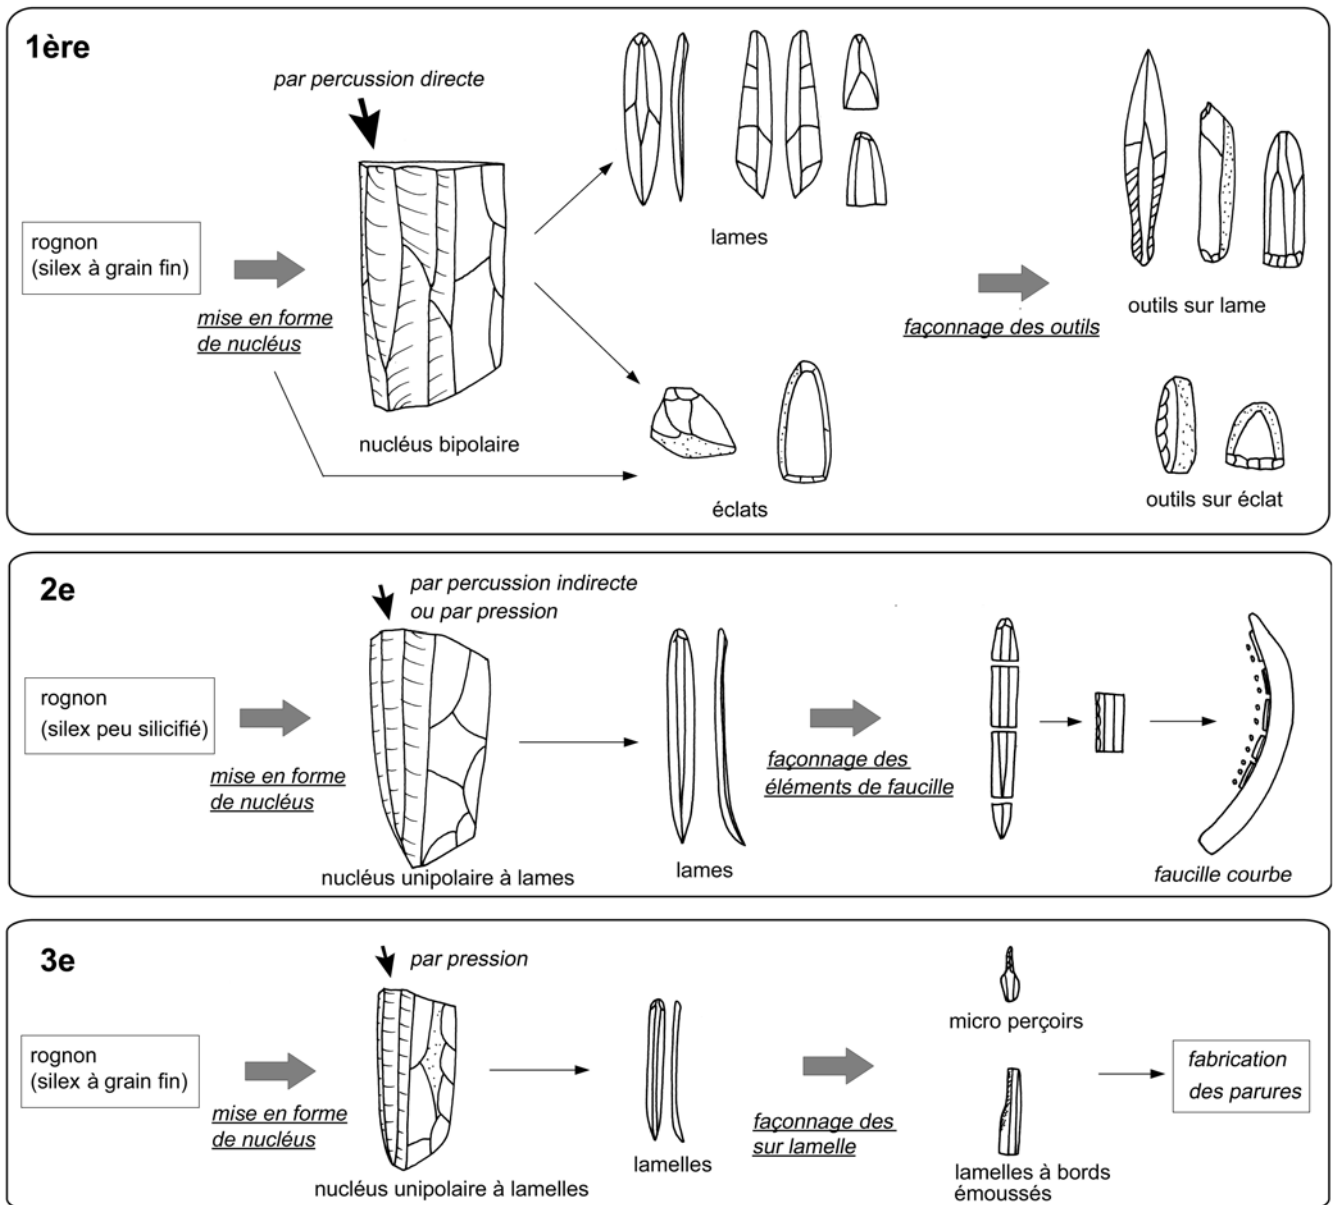 1ère
par percussion directe
rognon
(silex à grain fin)
mise en forme
de nucléus
nucléus bipolaire
lames
éclats
façonnage des outils
outils sur lame
outils sur éclat
2e
par percussion indirecte
ou par pression
rognon
(silex peu silicifié)
mise en forme
de nucléus
nucléus unipolaire à lames
lames
façonnage des
éléments de faucille
faucille courbe
3e
par pression
rognon
(silex à grain fin)
mise en forme
de nucléus
nucléus unipolaire à lamelles
lamelles
façonnage des
sur lamelle
micro perçoirs
lamelles à bords
émoussés
fabrication
des parures